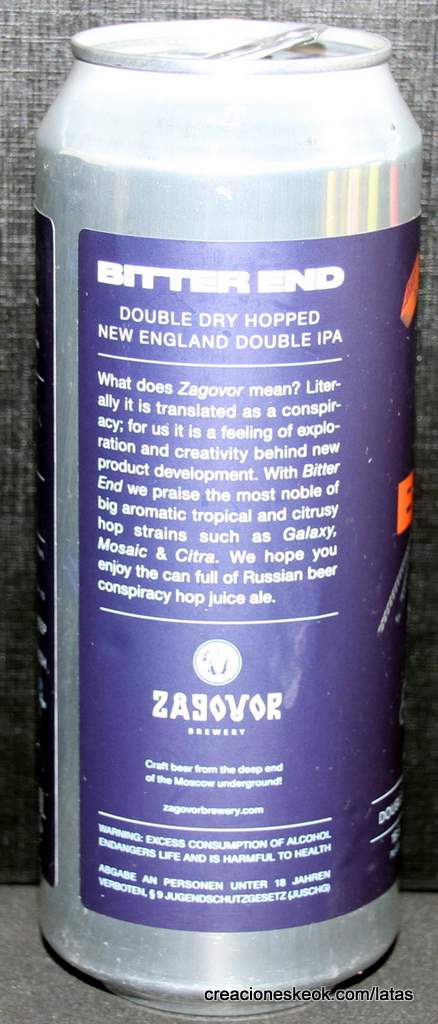 BITTER END
DOUBLE DRY HOPPED
NEW ENGLAND DOUBLE IPA
What does Zagovor mean? Liter-
ally it is translated as a conspir-
acy; for us it is a feeling of explo-
ration and creativity behind new
product development. With Bitter
End we praise the most noble of
big aromatic tropical and citrusy
hop strains such as Galaxy,
Mosaic & Citra. We hope you
enjoy the can full of Russian beer
conspiracy hop juice ale.
ZAGOVOR
BREWERY
Craft beer from the deep end
of the Moscow underground!
zagovorbrewery.com
WARNING: EXCESS CONSUMPTION OF ALCOHOL
ENDANGERS LIFE AND IS HARMFUL TO HEALTH
ABGABE AN PERSONEN UNTER 18 JAHREN
VERBOTEN, § 9 JUGENDSCHUTZGESETZ (JUSCHG)
creacioneskeok.com/latas